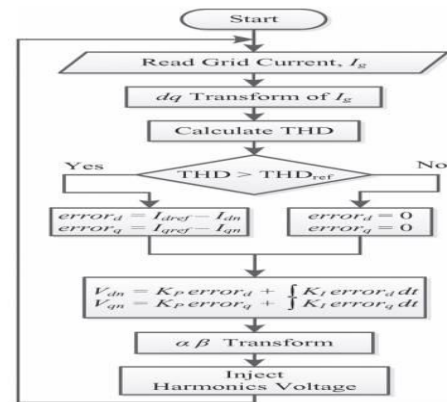 Start
Read Grid Current, I_g
dq Transform of I_g
Calculate THD
Yes
No
THD > THD_ref
error_d = I_dref − I_dn
error_q = I_qref − I_qn
error_d = 0
error_q = 0
V_dn = K_P error_d + ∫ K_I error_d dt
V_qn = K_P error_q + ∫ K_I error_q dt
α β Transform
Inject
Harmonics Voltage